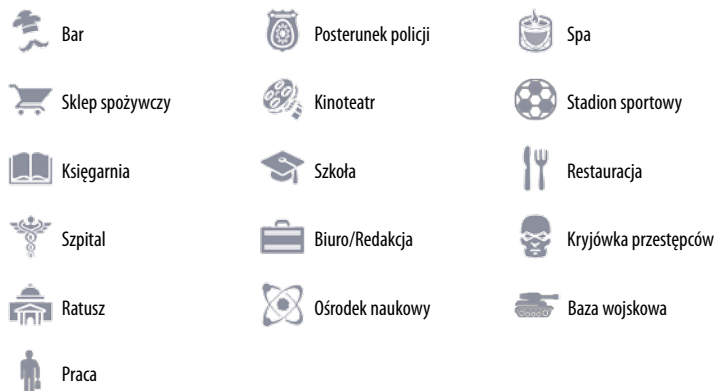 Bar
Posterunek policji
Spa
Sklep spożywczy
Kinoteatr
Stadion sportowy
Księgarnia
Szkoła
Restauracja
Szpital
Biuro/Redakcja
Kryjówka przestępców
Ratusz
Ośrodek naukowy
Baza wojskowa
Praca